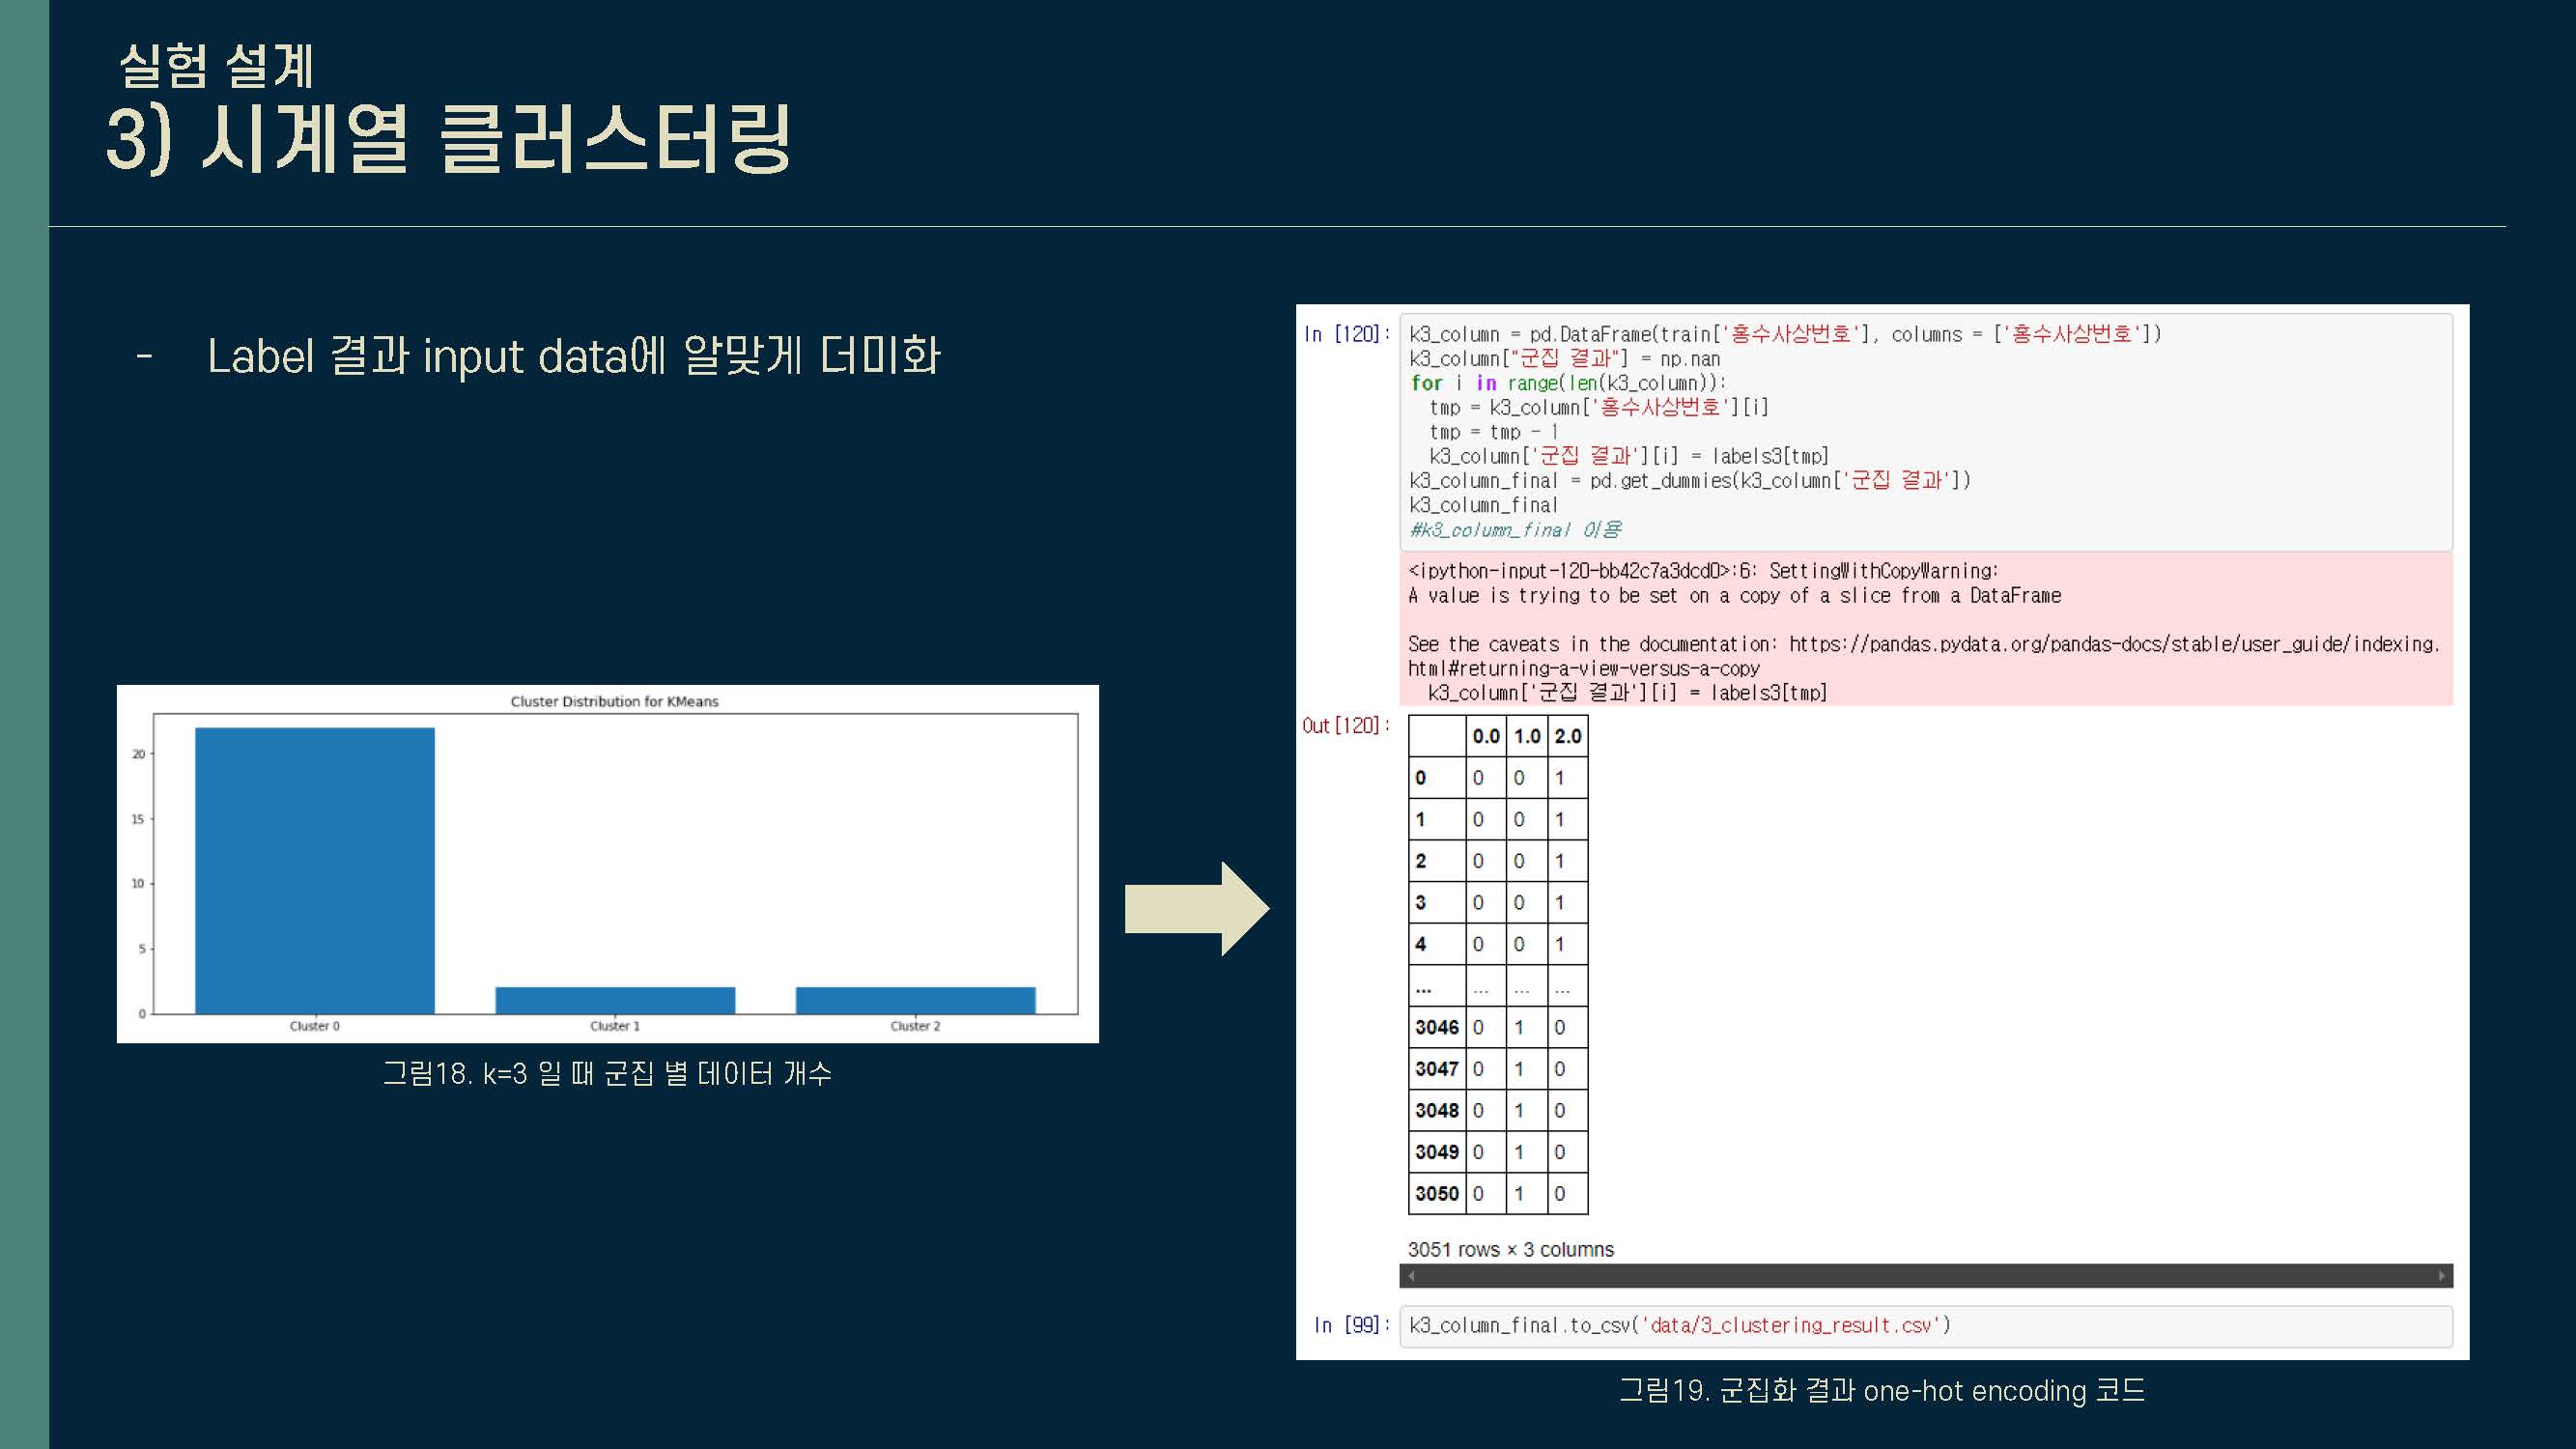 실험 설계
3) 시계열 클러스터링
- Label 결과 input data에 알맞게 더미화
Cluster Distribution for KMeans
20
15
10
5
0
Cluster 0 Cluster 1 Cluster 2
그림18. k=3 일 때 군집 별 데이터 개수
In [120]: k3_column = pd.DataFrame(train['홍수사상번호'], columns = ['홍수사상번호'])
k3_column["군집 결과"] = np.nan
for i in range(len(k3_column)):
  tmp = k3_column['홍수사상번호'][i]
  tmp = tmp - 1
  k3_column['군집 결과'][i] = labels3[tmp]
k3_column_final = pd.get_dummies(k3_column['군집 결과'])
k3_column_final
#k3_column_final 이용
<ipython-input-120-bb42c7a3dcd0>:6: SettingWithCopyWarning:
A value is trying to be set on a copy of a slice from a DataFrame
See the caveats in the documentation: https://pandas.pydata.org/pandas-docs/stable/user_guide/indexing.
html#returning-a-view-versus-a-copy
  k3_column['군집 결과'][i] = labels3[tmp]
Out[120]:
0.0 1.0 2.0
0 0 0 1
1 0 0 1
2 0 0 1
3 0 0 1
4 0 0 1
... ... ... ...
3046 0 1 0
3047 0 1 0
3048 0 1 0
3049 0 1 0
3050 0 1 0
3051 rows × 3 columns
In [99]: k3_column_final.to_csv('data/3_clustering_result.csv')
그림19. 군집화 결과 one-hot encoding 코드